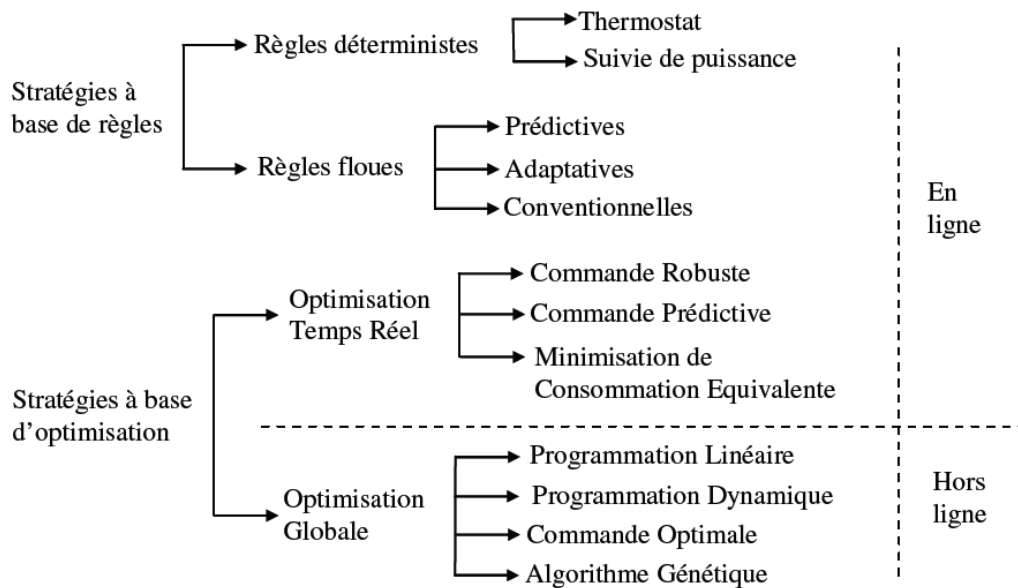 Stratégies à
base de règles
Règles déterministes
Thermostat
Suivie de puissance
Règles floues
Prédictives
Adaptatives
Conventionnelles
En
ligne
Stratégies à base
d'optimisation
Optimisation
Temps Réel
Commande Robuste
Commande Prédictive
Minimisation de
Consommation Equivalente
Optimisation
Globale
Programmation Linéaire
Programmation Dynamique
Commande Optimale
Algorithme Génétique
Hors
ligne